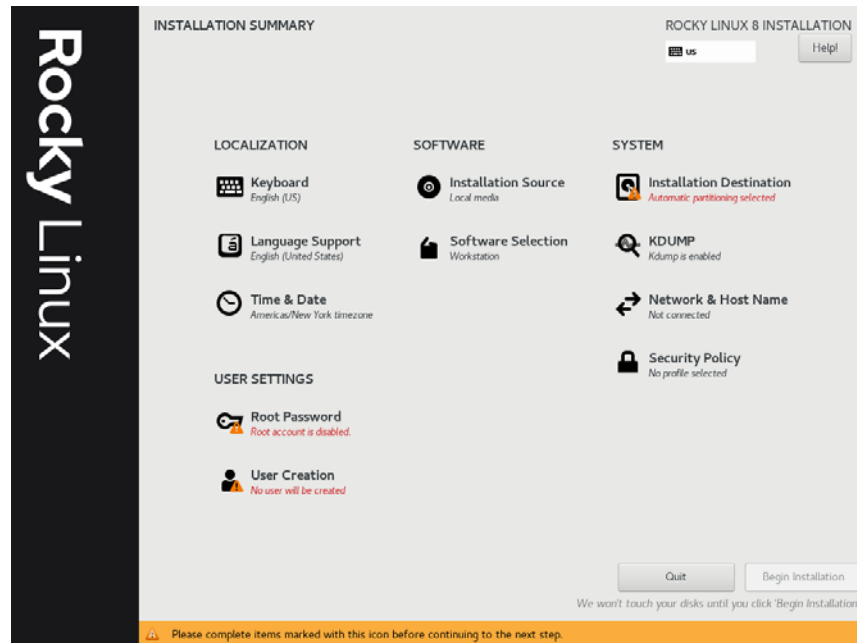 Rocky Linux
INSTALLATION SUMMARY
ROCKY LINUX 8 INSTALLATION
us
Help!
LOCALIZATION
Keyboard
English (US)
Language Support
English (United States)
Time & Date
Americas/New York timezone
SOFTWARE
Installation Source
Local media
Software Selection
Workstation
SYSTEM
Installation Destination
Automatic partitioning selected
KDUMP
Kdump is enabled
Network & Host Name
Not connected
Security Policy
No profile selected
USER SETTINGS
Root Password
Root account is disabled.
User Creation
No user will be created
Quit
Begin Installation
We won't touch your disks until you click 'Begin Installation
Please complete items marked with this icon before continuing to the next step.